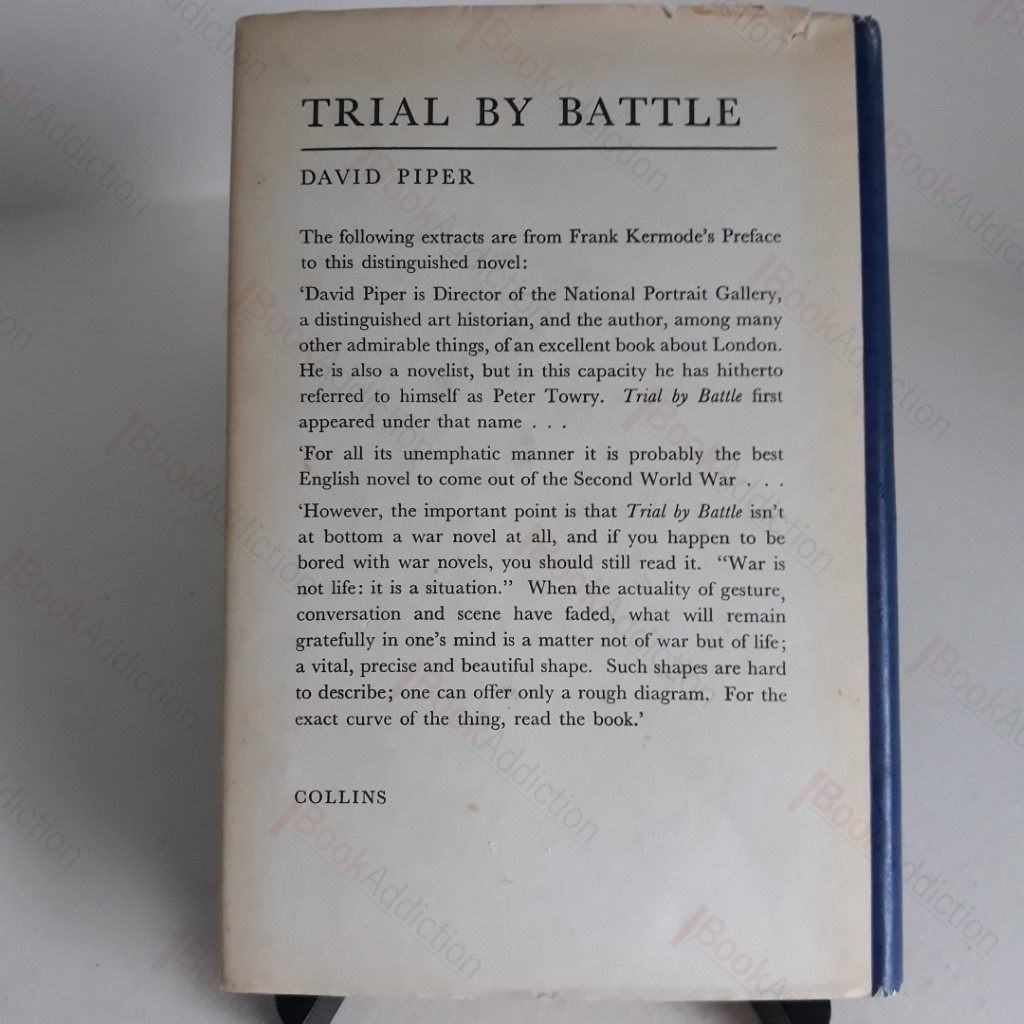 TRIAL BY BATTLE
DAVID PIPER
The following extracts are from Frank Kermode's Preface
to this distinguished novel:
'David Piper is Director of the National Portrait Gallery,
a distinguished art historian, and the author, among many
other admirable things, of an excellent book about London.
He is also a novelist, but in this capacity he has hitherto
referred to himself as Peter Towry. Trial by Battle first
appeared under that name . . .
'For all its unemphatic manner it is probably the best
English novel to come out of the Second World War . . .
'However, the important point is that Trial by Battle isn't
at bottom a war novel at all, and if you happen to be
bored with war novels, you should still read it. "War is
not life: it is a situation." When the actuality of gesture,
conversation and scene have faded, what will remain
gratefully in one's mind is a matter not of war but of life;
a vital, precise and beautiful shape. Such shapes are hard
to describe; one can offer only a rough diagram. For the
exact curve of the thing, read the book.'
COLLINS
BookAddiction